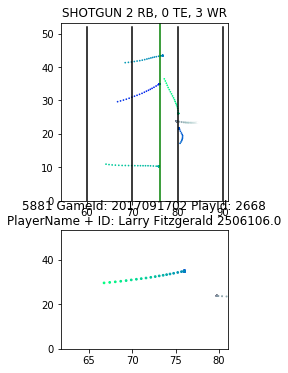 SHOTGUN 2 RB, 0 TE, 3 WR
50
40
30
20
10
0
60 70 80 90
5881 GameId: 2017091702 PlayId: 2668
PlayerName + ID: Larry Fitzgerald 2506106.0
40
20
0
65 70 75 80